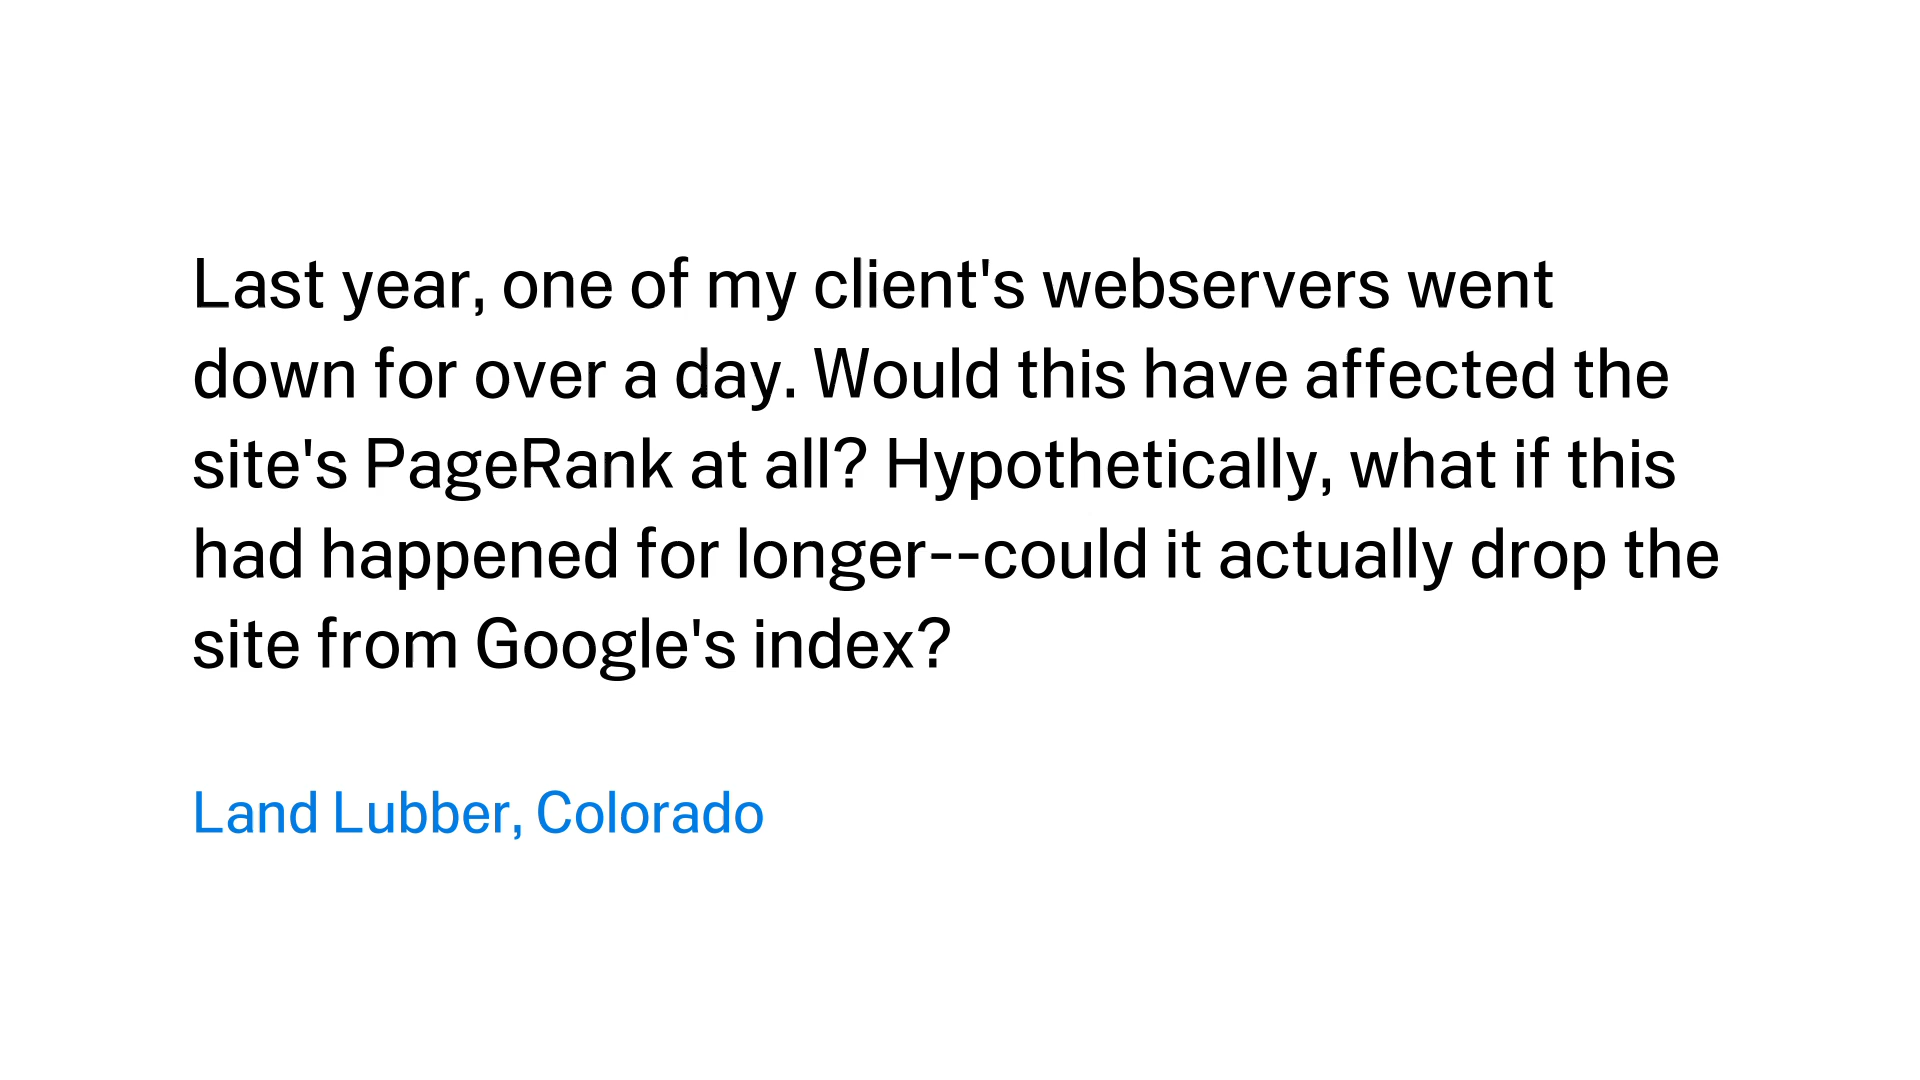 Last year, one of my client's webservers went
down for over a day. Would this have affected the
site's PageRank at all? Hypothetically, what if this
had happened for longer--could it actually drop the
site from Google's index?
Land Lubber, Colorado